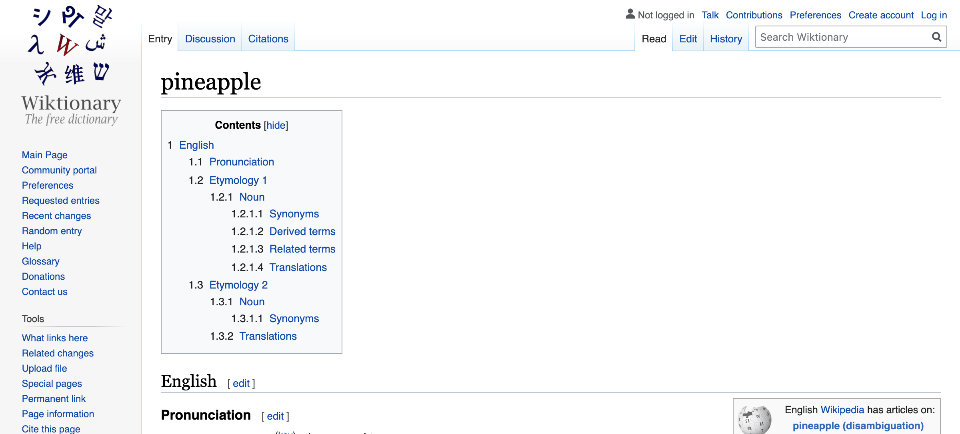 Not logged in Talk Contributions Preferences Create account Log in
Entry Discussion Citations Read Edit History Search Wiktionary
シ
말
λ
W
维
ש
Wiktionary
The free dictionary
Main Page
Community portal
Preferences
Requested entries
Recent changes
Random entry
Help
Glossary
Donations
Contact us
Tools
What links here
Related changes
Upload file
Special pages
Permanent link
Page information
Cite this page
pineapple
Contents [hide]
1 English
1.1 Pronunciation
1.2 Etymology 1
1.2.1 Noun
1.2.1.1 Synonyms
1.2.1.2 Derived terms
1.2.1.3 Related terms
1.2.1.4 Translations
1.3 Etymology 2
1.3.1 Noun
1.3.1.1 Synonyms
1.3.2 Translations
English [ edit ]
Pronunciation [ edit ]
English Wikipedia has articles on:
pineapple (disambiguation)